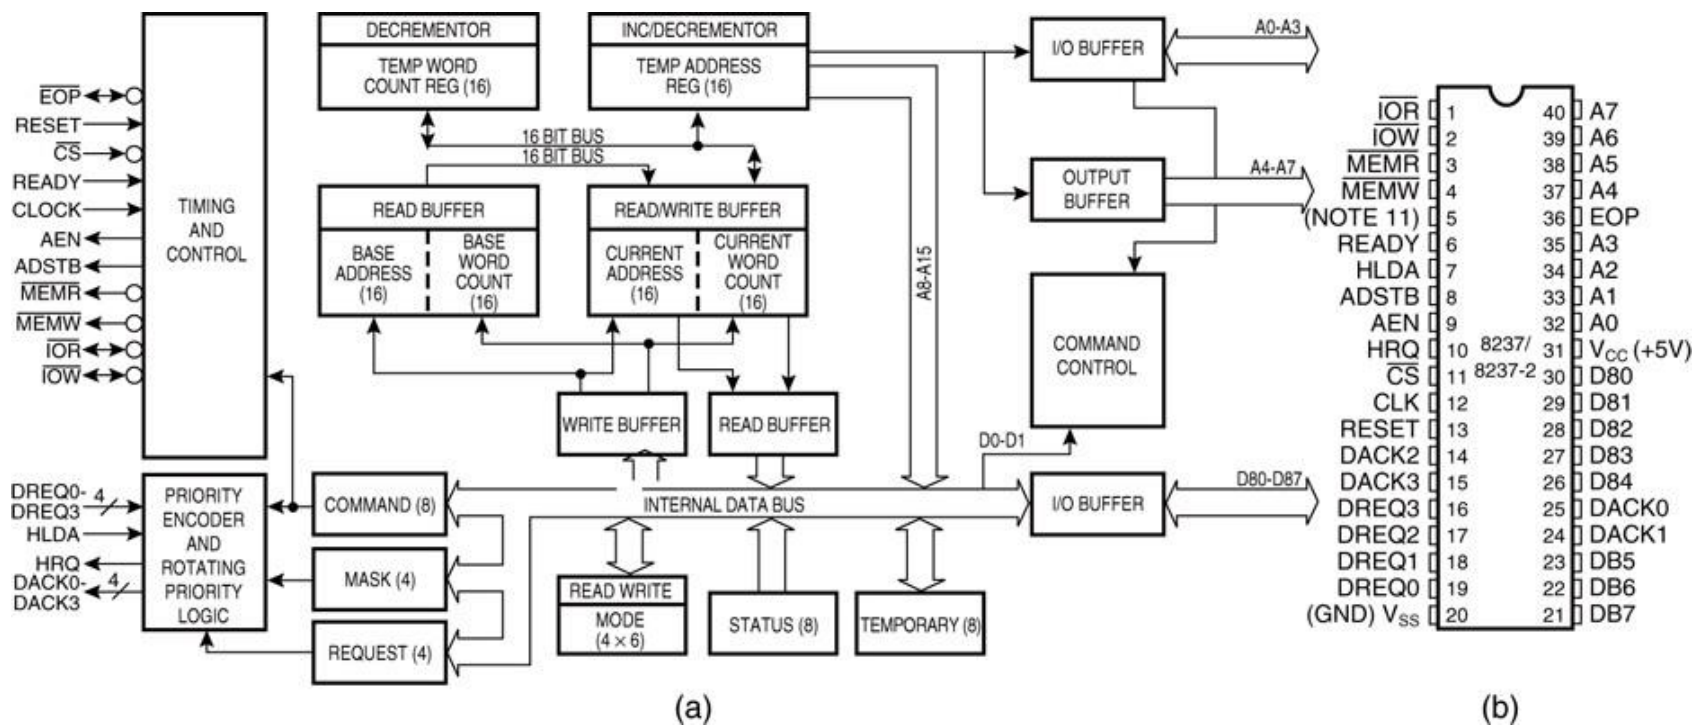 EOP
RESET
CS
READY
CLOCK
AEN
ADSTB
MEMR
MEMW
IOR
IOW
TIMING
AND
CONTROL
DREQ0-
DREQ3
4
HLDA
HRQ
DACK0-
DACK3
4
PRIORITY
ENCODER
AND
ROTATING
PRIORITY
LOGIC
DECREMENTOR
TEMP WORD
COUNT REG (16)
INC/DECREMENTOR
TEMP ADDRESS
REG (16)
16 BIT BUS
16 BIT BUS
READ BUFFER
BASE
ADDRESS
(16)
BASE
WORD
COUNT
(16)
READ/WRITE BUFFER
CURRENT
ADDRESS
(16)
CURRENT
WORD
COUNT
(16)
WRITE BUFFER
READ BUFFER
COMMAND (8)
MASK (4)
REQUEST (4)
INTERNAL DATA BUS
READ WRITE
MODE
(4 × 6)
STATUS (8)
TEMPORARY (8)
A8-A15
I/O BUFFER
A0-A3
OUTPUT
BUFFER
A4-A7
COMMAND
CONTROL
D0-D1
I/O BUFFER
D80-D87
(a)
IOR 1 40 A7
IOW 2 39 A6
MEMR 3 38 A5
MEMW 4 37 A4
(NOTE 11) 5 36 EOP
READY 6 35 A3
HLDA 7 34 A2
ADSTB 8 33 A1
AEN 9 32 A0
HRQ 10 8237/ 31 VCC (+5V)
CS 11 8237-2 30 D80
CLK 12 29 D81
RESET 13 28 D82
DACK2 14 27 D83
DACK3 15 26 D84
DREQ3 16 25 DACK0
DREQ2 17 24 DACK1
DREQ1 18 23 DB5
DREQ0 19 22 DB6
(GND) VSS 20 21 DB7
(b)